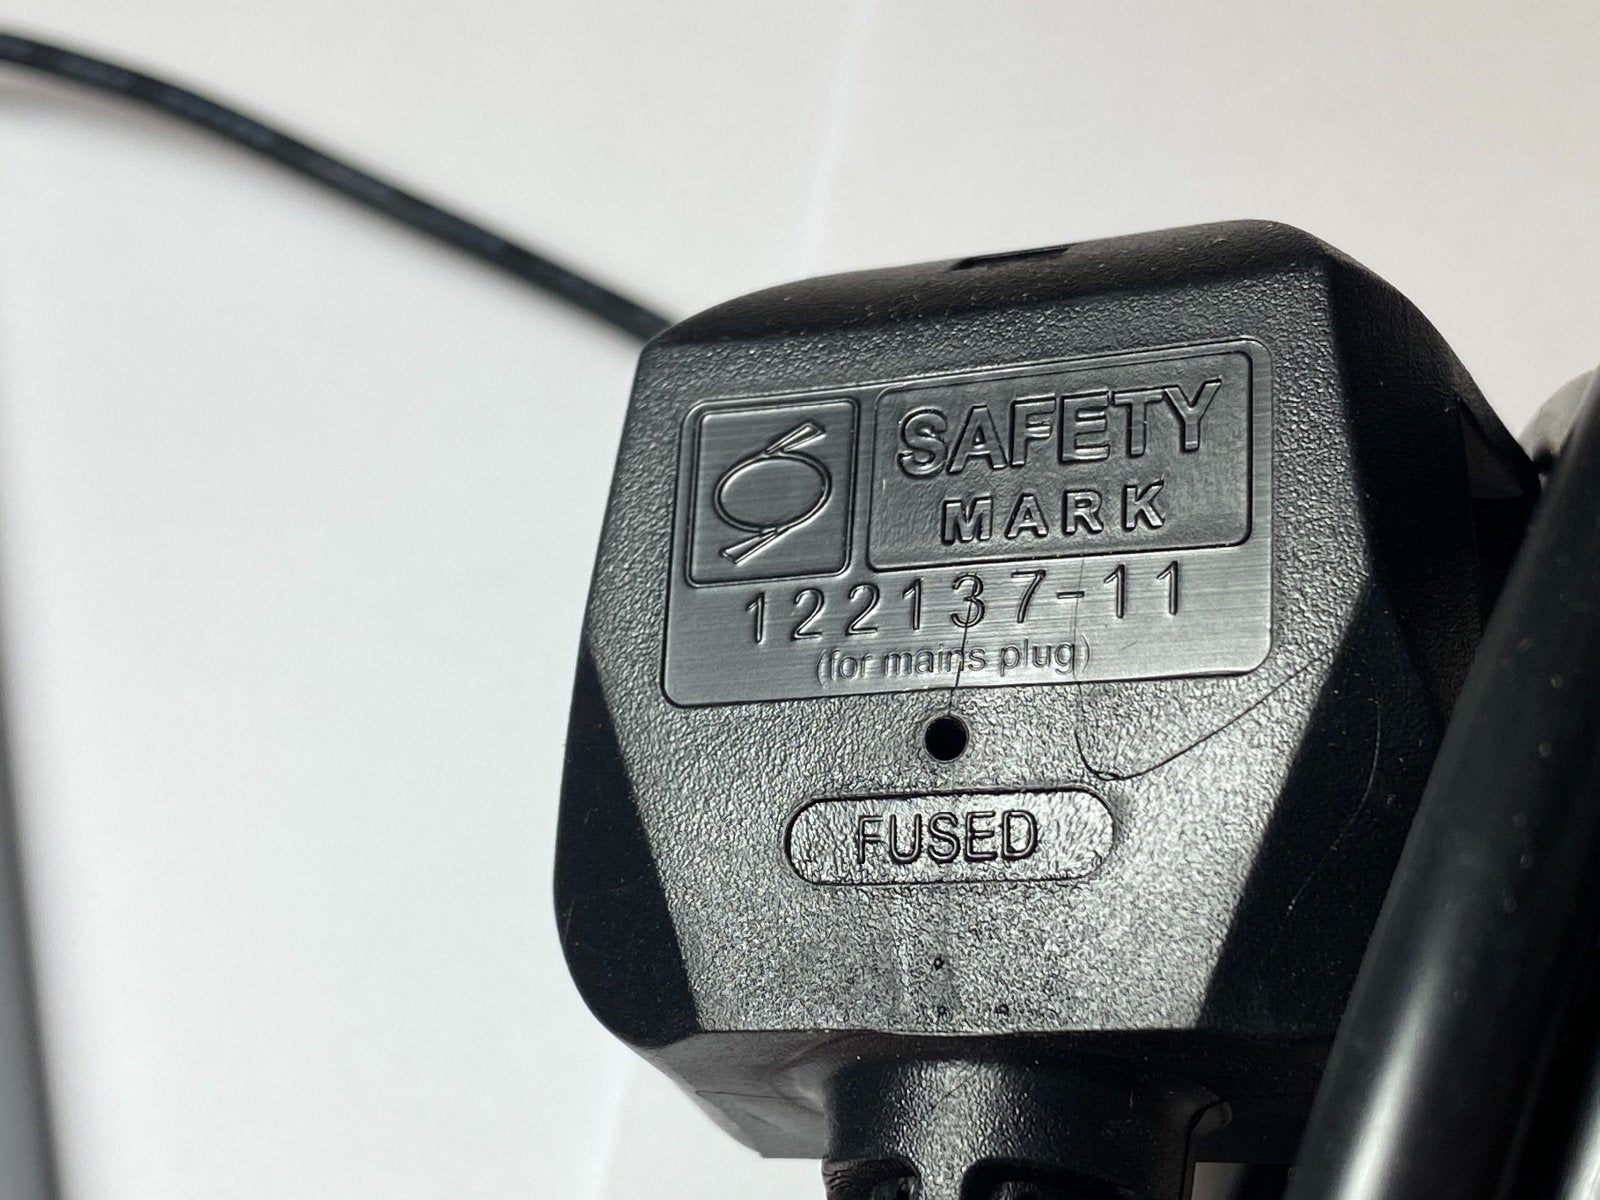 SAFETY
MARK
122137-11
(for mains plug)
FUSED